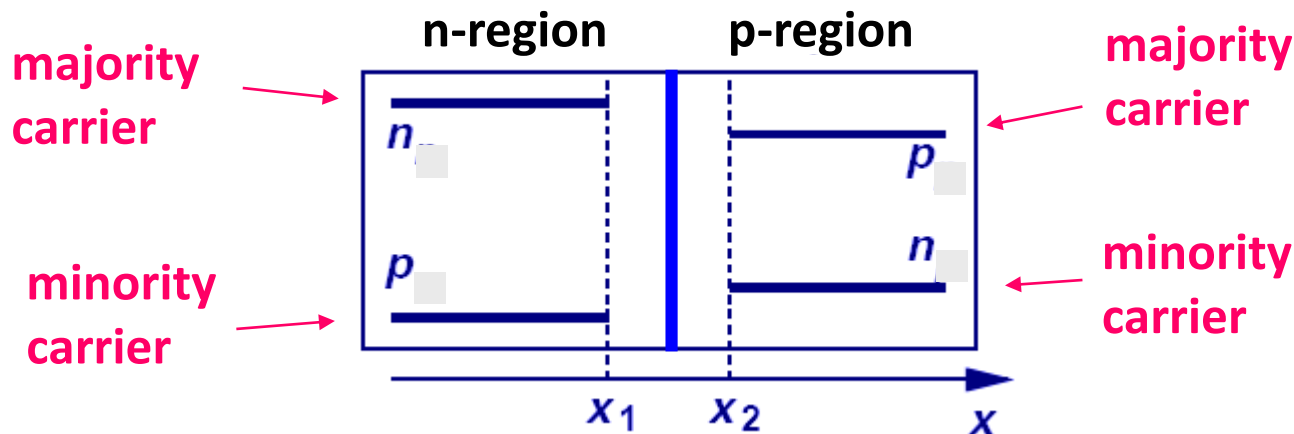 n-region
p-region
majority
carrier
majority
carrier
n
p
p
n
minority
carrier
minority
carrier
x1
x2
x